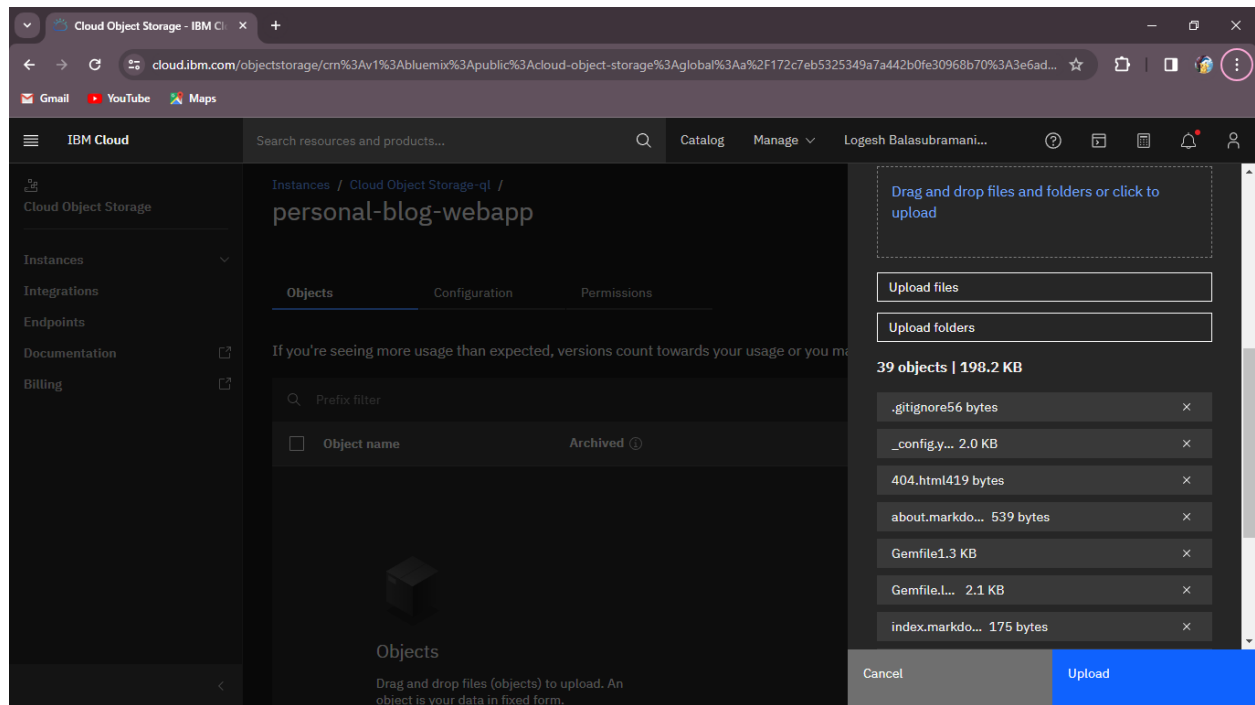 Cloud Object Storage - IBM Cl
cloud.ibm.com/objectstorage/crn%3Av1%3Abluemix%3Apublic%3Acloud-object-storage%3Aglobal%3Aa%2F172c7eb5325349a7a442b0fe30968b70%3A3e6ad...
Gmail YouTube Maps
IBM Cloud
Search resources and products...
Catalog Manage Logesh Balasubramani...
Cloud Object Storage
Instances
Integrations
Endpoints
Documentation
Billing
Instances / Cloud Object Storage-ql /
personal-blog-webapp
Objects Configuration Permissions
If you're seeing more usage than expected, versions count towards your usage or you ma
Prefix filter
Object name Archived
Objects
Drag and drop files (objects) to upload. An
object is your data in fixed form.
Drag and drop files and folders or click to
upload
Upload files
Upload folders
39 objects | 198.2 KB
.gitignore56 bytes
_config.y... 2.0 KB
404.html419 bytes
about.markdo... 539 bytes
Gemfile1.3 KB
Gemfile.l... 2.1 KB
index.markdo... 175 bytes
Cancel Upload